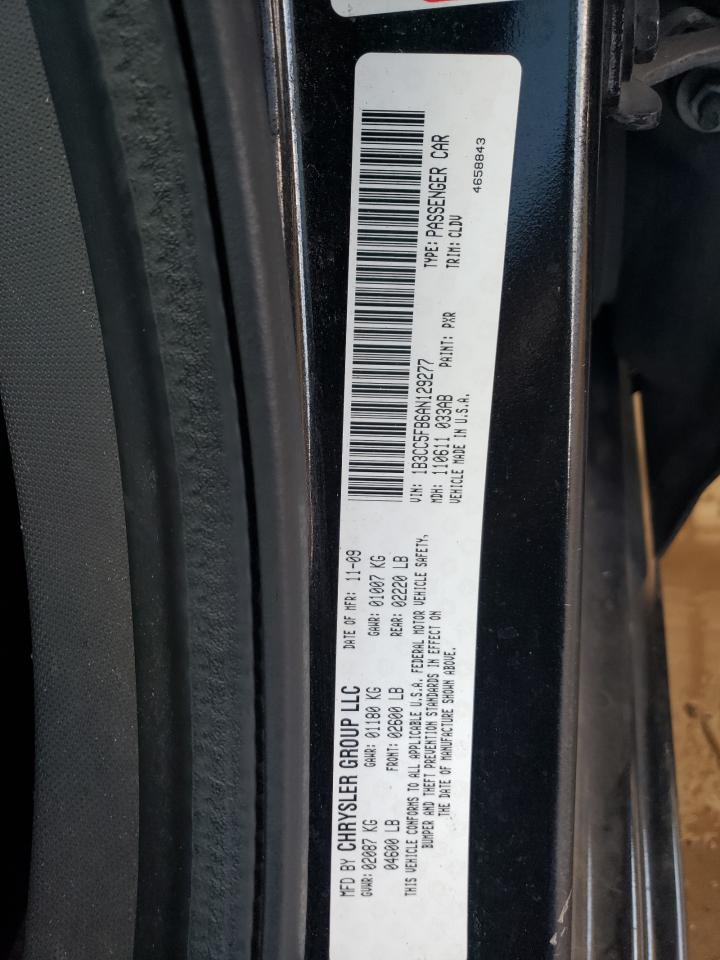 MFD BY CHRYSLER GROUP LLC DATE OF MFR: 11-09
GVWR: 02087 KG GAWR: 01180 KG GAWR: 01007 KG
04600 LB FRONT: 02600 LB REAR: 02220 LB
THIS VEHICLE CONFORMS TO ALL APPLICABLE U.S.A. FEDERAL MOTOR VEHICLE SAFETY,
BUMPER AND THEFT PREVENTION STANDARDS IN EFFECT ON
THE DATE OF MANUFACTURE SHOWN ABOVE.
VIN: 1B3CC5FB6AN129277 TYPE: PASSENGER CAR
MDH: 110611 033AB PAINT: PXR TRIM: CLDV
VEHICLE MADE IN U.S.A.
4658843